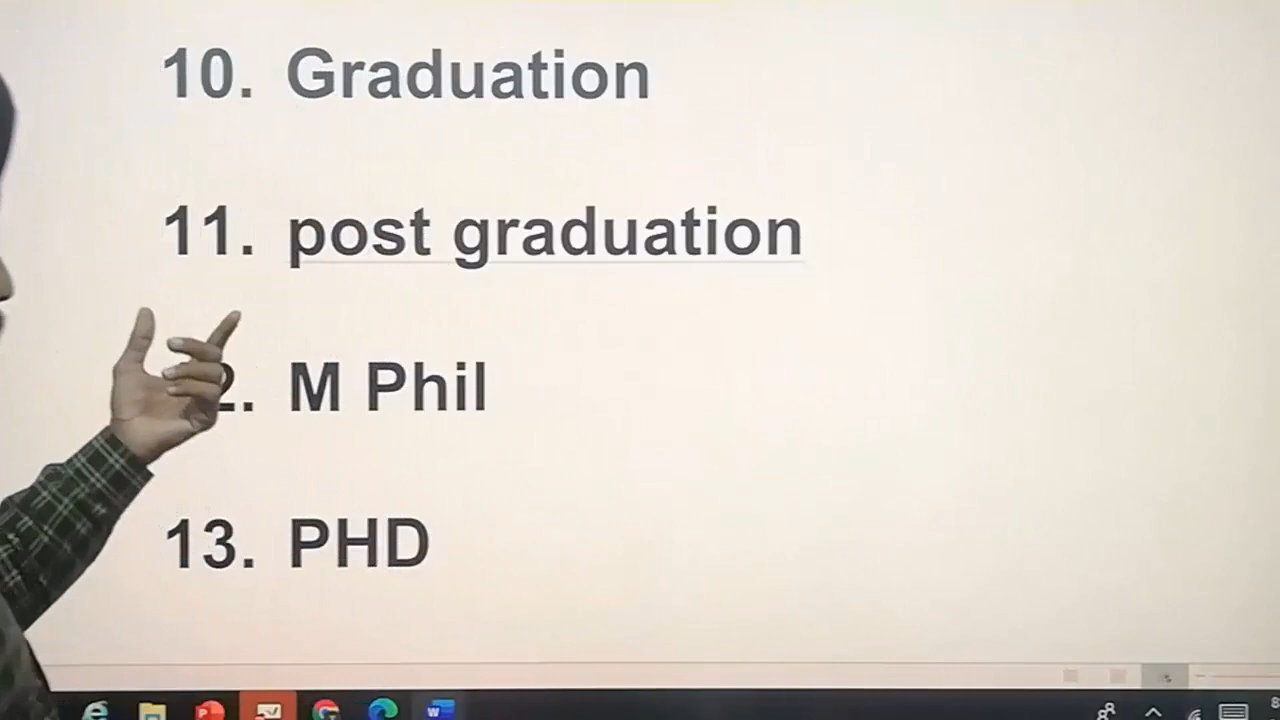 10. Graduation
11. post graduation
2. M Phil
13. PHD